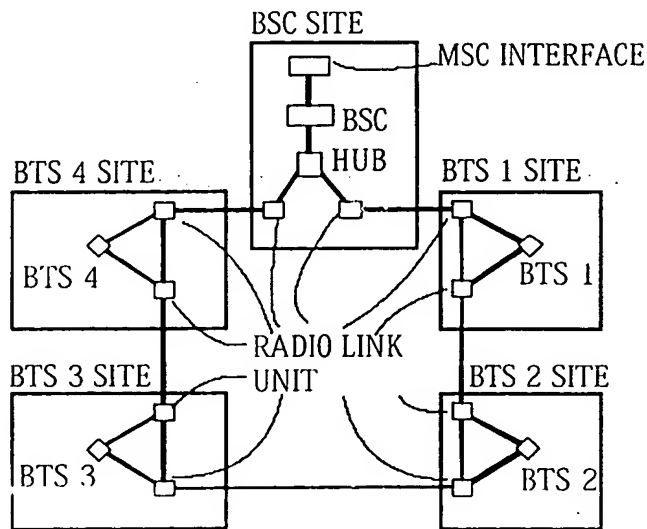 BSC SITE
MSC INTERFACE
BSC
HUB
BTS 4 SITE
BTS 1 SITE
BTS 4
BTS 1
RADIO LINK
UNIT
BTS 3 SITE
BTS 2 SITE
BTS 3
BTS 2